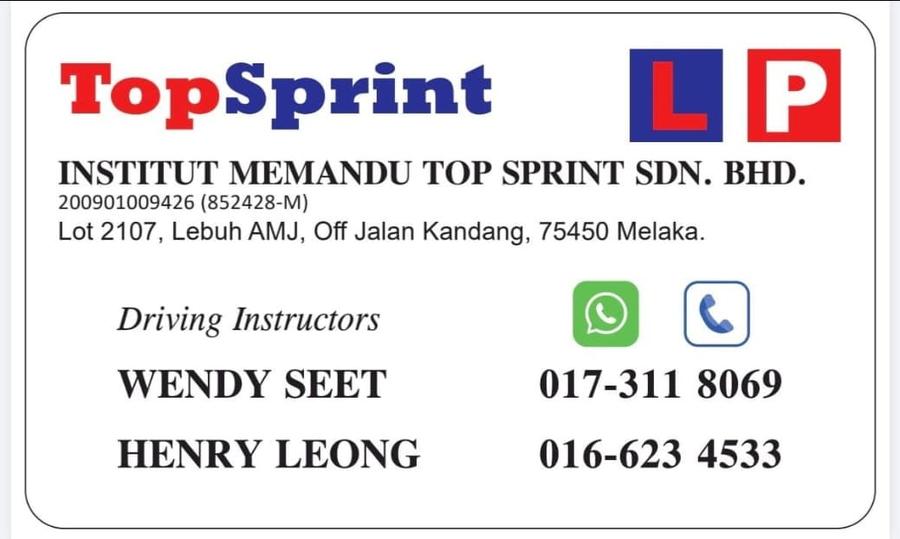 TopSprint
L P
INSTITUT MEMANDU TOP SPRINT SDN. BHD.
200901009426 (852428-M)
Lot 2107, Lebuh AMJ, Off Jalan Kandang, 75450 Melaka.
Driving Instructors
WENDY SEET 017-311 8069
HENRY LEONG 016-623 4533